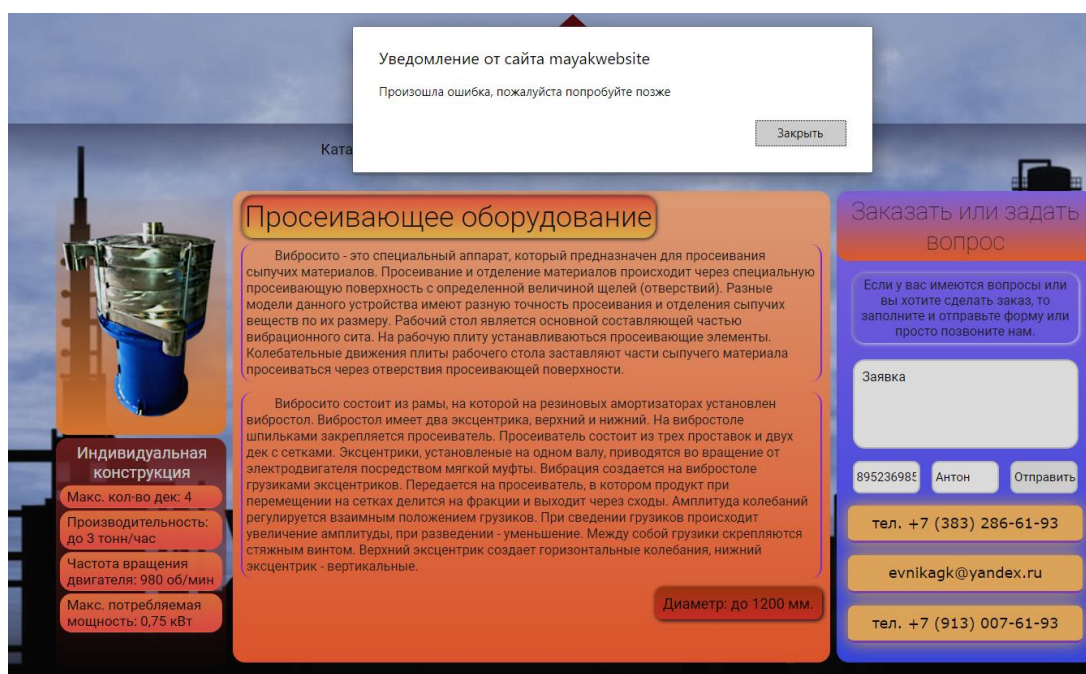 Уведомление от сайта mayakwebsite
Произошла ошибка, пожалуйста попробуйте позже
Закрыть
Ката
Просеивающее оборудование
Вибросито - это специальный аппарат, который предназначен для просеивания
сыпучих материалов. Просеивание и отделение материалов происходит через специальную
просеивающую поверхность с определенной величиной щелей (отверствий). Разные
модели данного устройства имеют разную точность просеивания и отделения сыпучих
веществ по их размеру. Рабочий стол является основной составляющей частью
вибрационного сита. На рабочую плиту устанавливаються просеивающие элементы.
Колебательные движения плиты рабочего стола заставляют части сыпучего материала
просеиваться через отверствия просеивающей поверхности.
Вибросито состоит из рамы, на которой на резиновых амортизаторах установлен
вибростол. Вибростол имеет два эксцентрика, верхний и нижний. На вибростоле
шпильками закрепляется просеиватель. Просеиватель состоит из трех проставок и двух
дек с сетками. Эксцентрики, установленые на одном валу, приводятся во вращение от
электродвигателя посредством мягкой муфты. Вибрация создается на вибростоле
грузиками эксцентриков. Передается на просеиватель, в котором продукт при
перемещении на сетках делится на фракции и выходит через сходы. Амплитуда колебаний
регулируется взаимным положением грузиков. При сведении грузиков происходит
увеличение амплитуды, при разведении - уменьшение. Между собой грузики скрепляются
стяжным винтом. Верхний эксцентрик создает горизонтальные колебания, нижний
эксцентрик - вертикальные.
Диаметр: до 1200 мм.
Индивидуальная
конструкция
Макс. кол-во дек: 4
Производительность:
до 3 тонн/час
Частота вращения
двигателя: 980 об/мин
Макс. потребляемая
мощность: 0,75 кВт
Заказать или задать
вопрос
Если у вас имеются вопросы или
вы хотите сделать заказ, то
заполните и отправьте форму или
просто позвоните нам.
Заявка
895236985
Антон
Отправить
тел. +7 (383) 286-61-93
evnikagk@yandex.ru
тел. +7 (913) 007-61-93